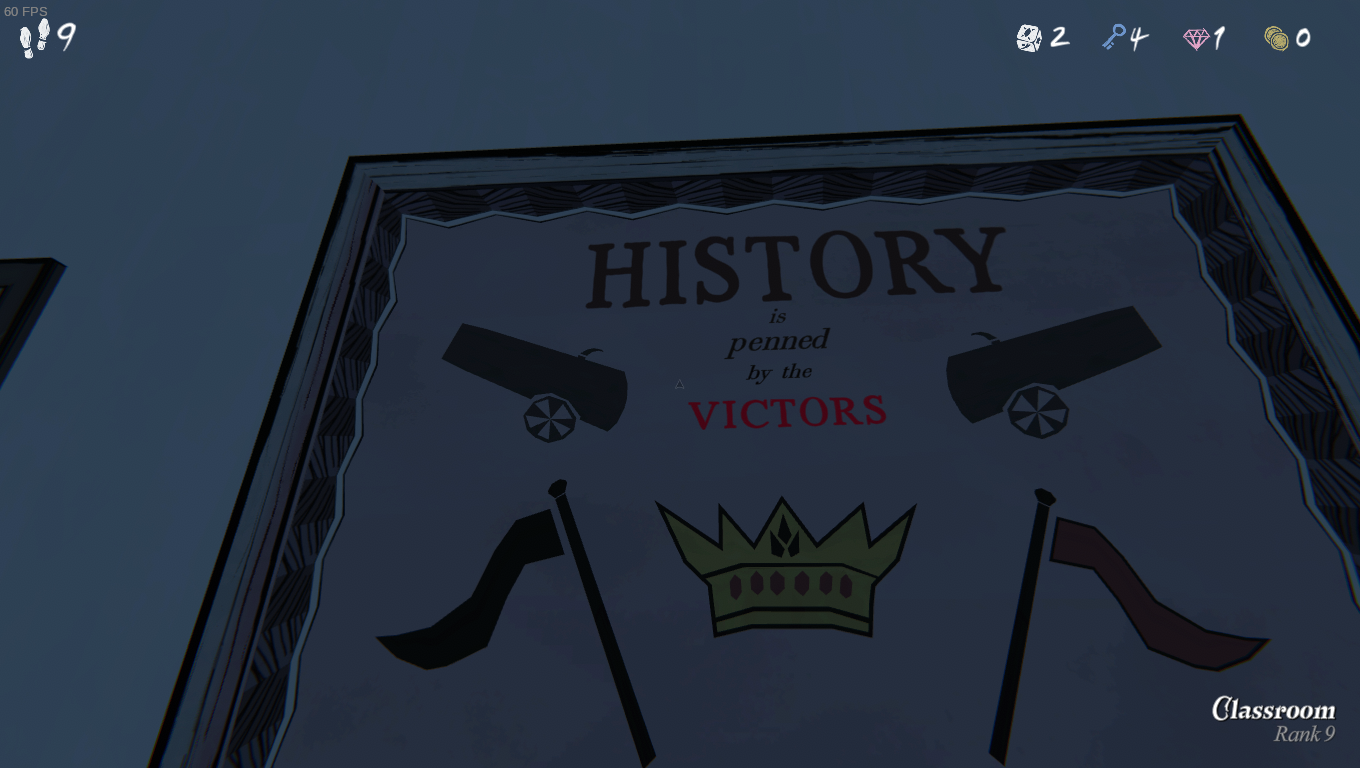 60 FPS
9
2 4 1 0
HISTORY
is
penned
by the
VICTORS
Classroom
Rank 9